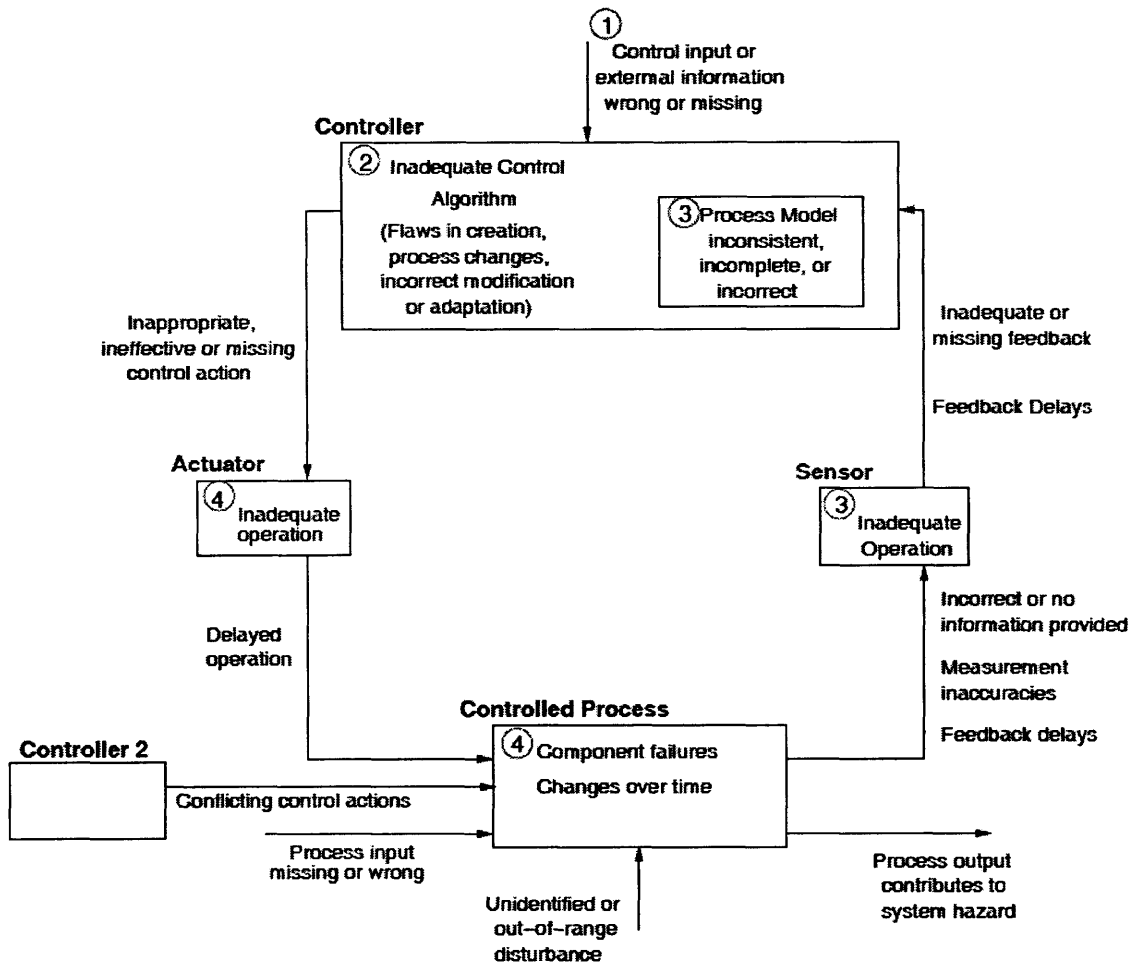 1
Control input or
extermal information
wrong or missing
Controller
2 Inadequate Control
Algorithm
(Flaws in creation,
process changes,
incorrect modification
or adaptation)
3 Process Model
inconsistent,
incomplete, or
incorrect
Inappropriate,
ineffective or missing
control action
Inadequate or
missing feedback
Feedback Delays
Actuator
4 Inadequate
operation
Sensor
3 Inadequate
Operation
Delayed
operation
Incorrect or no
information provided
Measurement
inaccuracies
Feedback delays
Controlled Process
4 Component failures
Changes over time
Controller 2
Conflicting control actions
Process input
missing or wrong
Unidentified or
out-of-range
disturbance
Process output
contributes to
system hazard